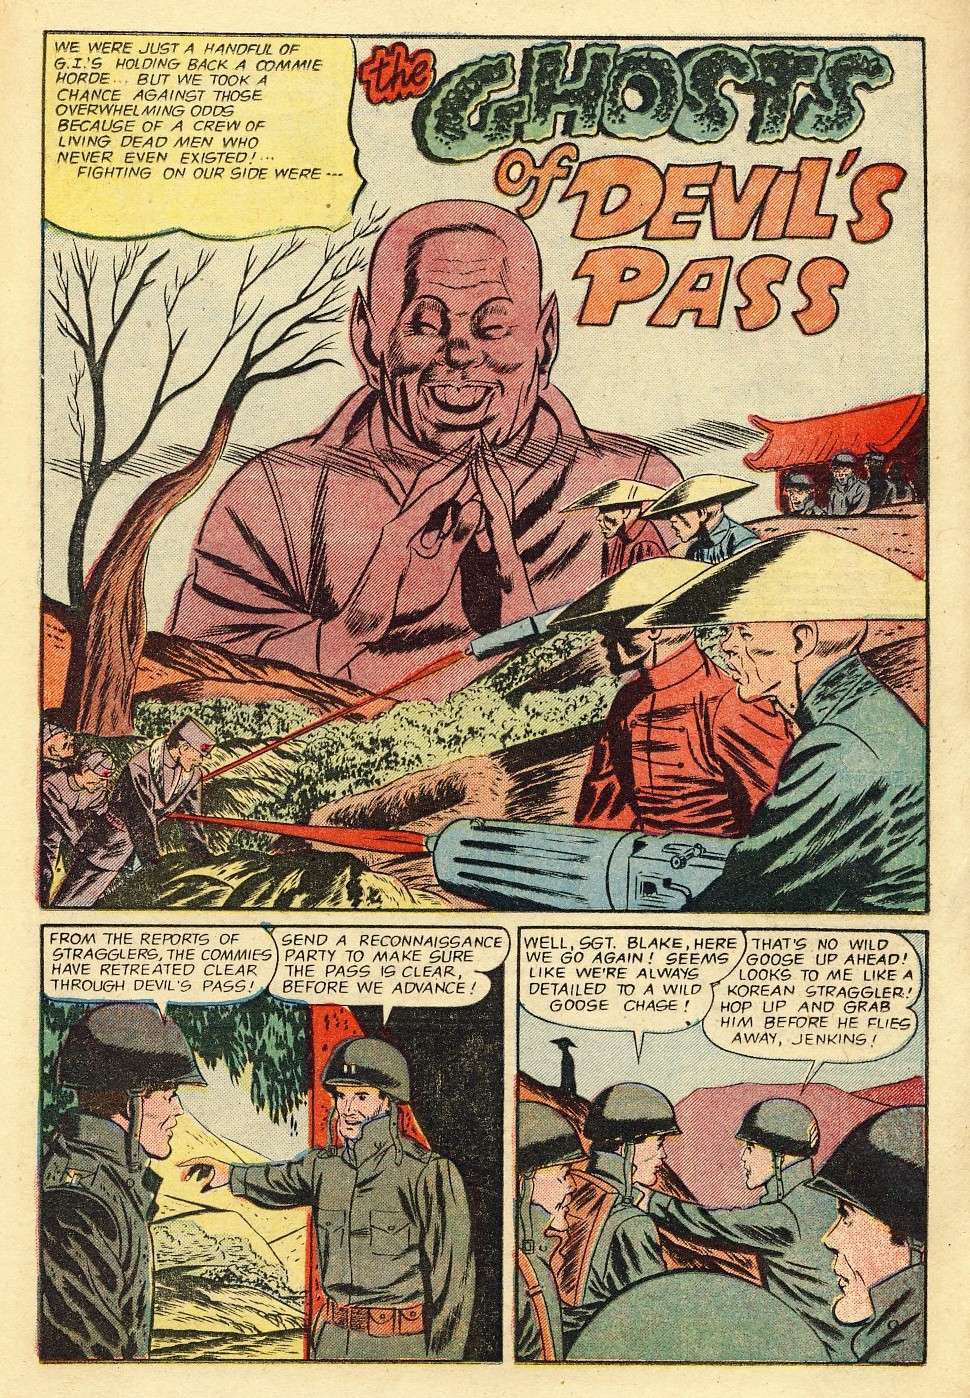 WE WERE JUST A HANDFUL OF
G.I.'S HOLDING BACK A COMMIE
HORDE... BUT WE TOOK A
CHANCE AGAINST THOSE
OVERWHELMING ODDS
BECAUSE OF A CREW OF
LIVING DEAD MEN WHO
NEVER EVEN EXISTED!...
FIGHTING ON OUR SIDE WERE---
the GHOSTS
of DEVIL'S
PASS
FROM THE REPORTS OF
STRAGGLERS, THE COMMIES
HAVE RETREATED CLEAR
THROUGH DEVIL'S PASS!
SEND A RECONNAISSANCE
PARTY TO MAKE SURE
THE PASS IS CLEAR,
BEFORE WE ADVANCE!
WELL, SGT. BLAKE, HERE
WE GO AGAIN! SEEMS
LIKE WE'RE ALWAYS
DETAILED TO A WILD
GOOSE CHASE!
THAT'S NO WILD
GOOSE UP AHEAD!
LOOKS TO ME LIKE A
KOREAN STRAGGLER!
HOP UP AND GRAB
HIM BEFORE HE FLIES
AWAY, JENKINS!